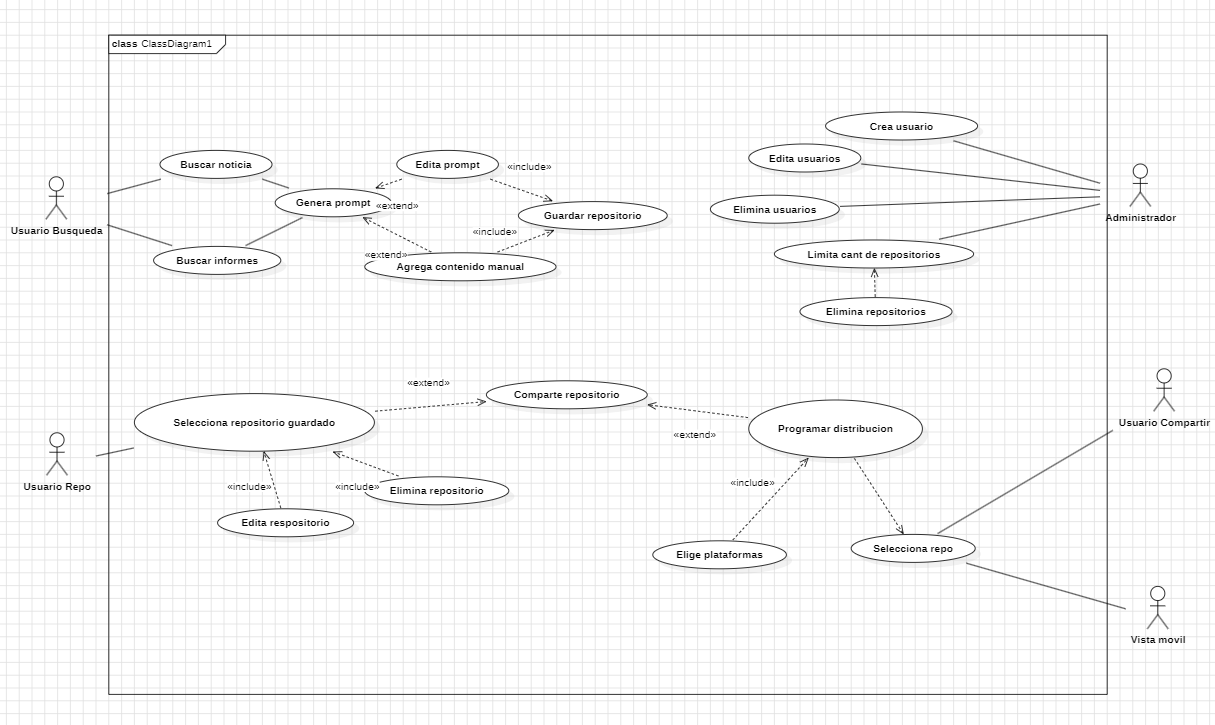 class ClassDiagram1
Crea usuario
Buscar noticia
Edita prompt
«include»
Edita usuarios
Genera prompt
«extend»
Guardar repositorio
Elimina usuarios
Administrador
Usuario Busqueda
«include»
Buscar informes
«extend»
Agrega contenido manual
Limita cant de repositorios
Elimina repositorios
«extend»
Comparte repositorio
Selecciona repositorio guardado
Programar distribucion
Usuario Compartir
«extend»
Usuario Repo
«include»
«include»
Elimina repositorio
«include»
Edita respositorio
Elige plataformas
Selecciona repo
Vista movil